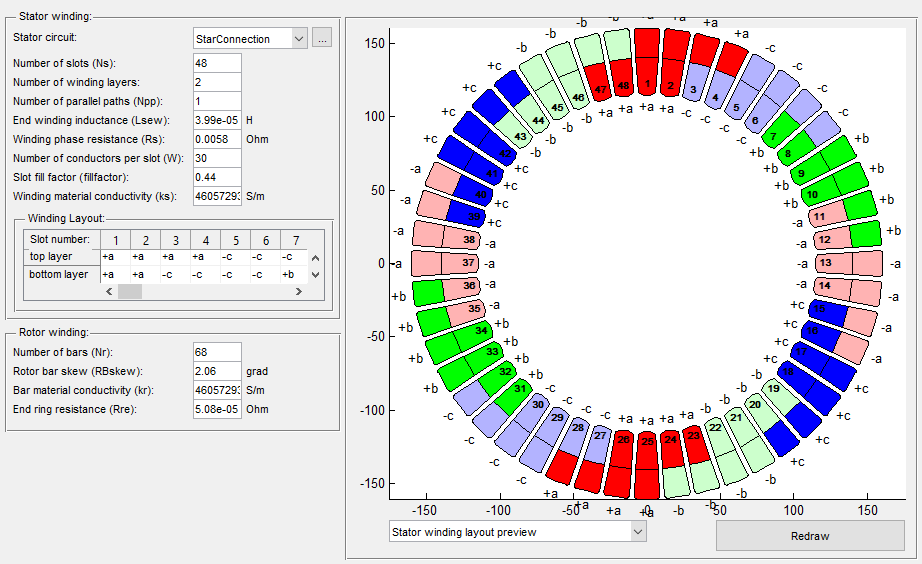 Stator winding:
Stator circuit: StarConnection ...
Number of slots (Ns): 48
Number of winding layers: 2
Number of parallel paths (Npp): 1
End winding inductance (Lsew): 3.99e-05 H
Winding phase resistance (Rs): 0.0058 Ohm
Number of conductors per slot (W): 30
Slot fill factor (fillfactor): 0.44
Winding material conductivity (ks): 46057293 S/m
Winding Layout:
Slot number: 1 2 3 4 5 6 7
top layer +a +a +a +a -c -c -c
bottom layer +a +a -c -c -c -c +b
Rotor winding:
Number of bars (Nr): 68
Rotor bar skew (RBskew): 2.06 grad
Bar material conductivity (kr): 46057293 S/m
End ring resistance (Rre): 5.08e-05 Ohm
150
100
50
0
-50
-100
-150
-150 -100 -50 0 50 100 150
-b -b +a +a
-b -b +a -c
+c -c
+c -c
+c -c
+c +b
-a +b
-a +b
-a +b
-a -a
+b -a
+b -a
+b -a
+b +c
-c +c
-c +c
-c +c
-c -b
+a -b
+a +a +a -b -b
1
2
3
4
5
6
7
8
9
10
11
12
13
14
15
16
17
18
19
20
21
22
23
24
25
26
27
28
29
30
31
32
33
34
35
36
37
38
39
40
41
42
43
44
45
46
47
48
+a +a -c -c -c -c
+b +b +b +b
-a -a -a -a
+c +c +c +c
-b -b -b -b
+a +a +a +a
-c -c -c -c
+b +b +b +b
-a -a -a -a
+c +c +c +c
-b -b -b -b
+a +a
Stator winding layout preview
Redraw